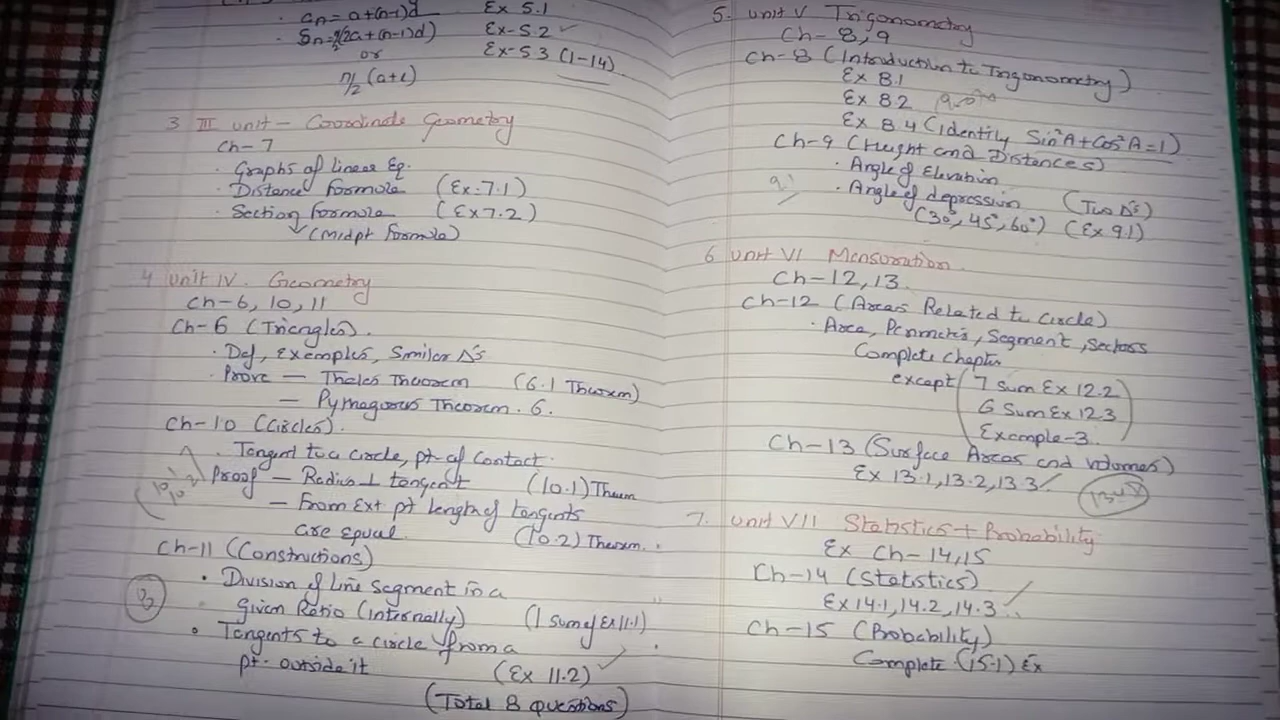 an = a+(n-1)d Ex 5.1
Sn = n/2(2a+(n-1)d) Ex-5.2
or Ex-5.3 (1-14)
n/2 (a+l)
3 III unit - Coordinate Geometry
Ch-7
· Graphs of linear Eq.
· Distance Formula (Ex.7.1)
· Section Formula (Ex7.2)
(Midpt Formula)
4 unit IV. Geometry
Ch-6, 10, 11
Ch-6 (Triangles).
· Def, Examples, Similar Δ's
· Prove - Thales Theorem (6.1 Theorem)
- Pymagorous Theorem. 6.
Ch-10 (Circles).
· Tangent to a circle, pt. of Contact.
10.1
10.2
Proof - Radius ⊥ tangent (10.1) Theorem
- From Ext pt length of tangents
are equal. (10.2) Theorem.
Ch-11 (Constructions)
· Division of line Segment in a
Given Ratio (internally) (1 Sum of Ex 11.1)
· Tangents to a circle from a
pt. outside it (Ex 11.2)
(Total 8 questions)
5. unit V Trigonometry
Ch-8, 9
Ch-8 (Introduction to Trigonometry)
Ex 8.1
Ex 8.2
Ex 8.4 (identity Sin²A+Cos²A=1)
Ch-9 (Height and Distances)
· Angle of Elevation
· Angle of depression (Two Δ's)
(30°, 45°, 60°) (Ex 9.1)
6 unit VI Mensuration
Ch-12, 13.
Ch-12 (Areas Related to Circle)
· Area, Perimeter, Segment, Sectors
Complete chapter
except (7 Sum Ex 12.2
6 Sum Ex 12.3
Example-3.)
Ch-13 (Surface Areas and volumes)
Ex 13.1, 13.2, 13.3
7. unit VII Statistics + Probability
Ex Ch-14, 15
Ch-14 (Statistics)
Ex 14.1, 14.2, 14.3
Ch-15 (Probability)
Complete (15.1) Ex